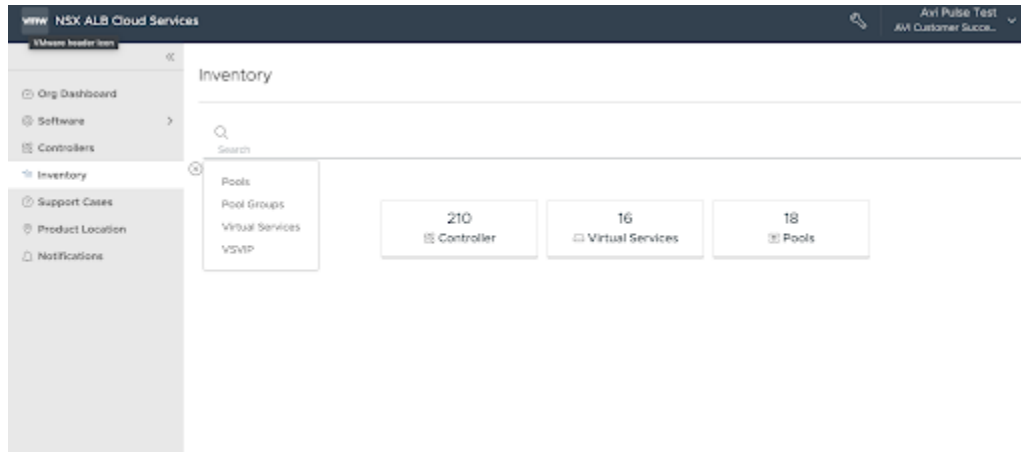 vmw NSX ALB Cloud Services
Avi Pulse Test
AVI Customer Succe...
VMware header icon
Inventory
Org Dashboard
Software
Controllers
Inventory
Support Cases
Product Location
Notifications
Search
Pools
Pool Groups
Virtual Services
VSVIP
210
Controller
16
Virtual Services
18
Pools